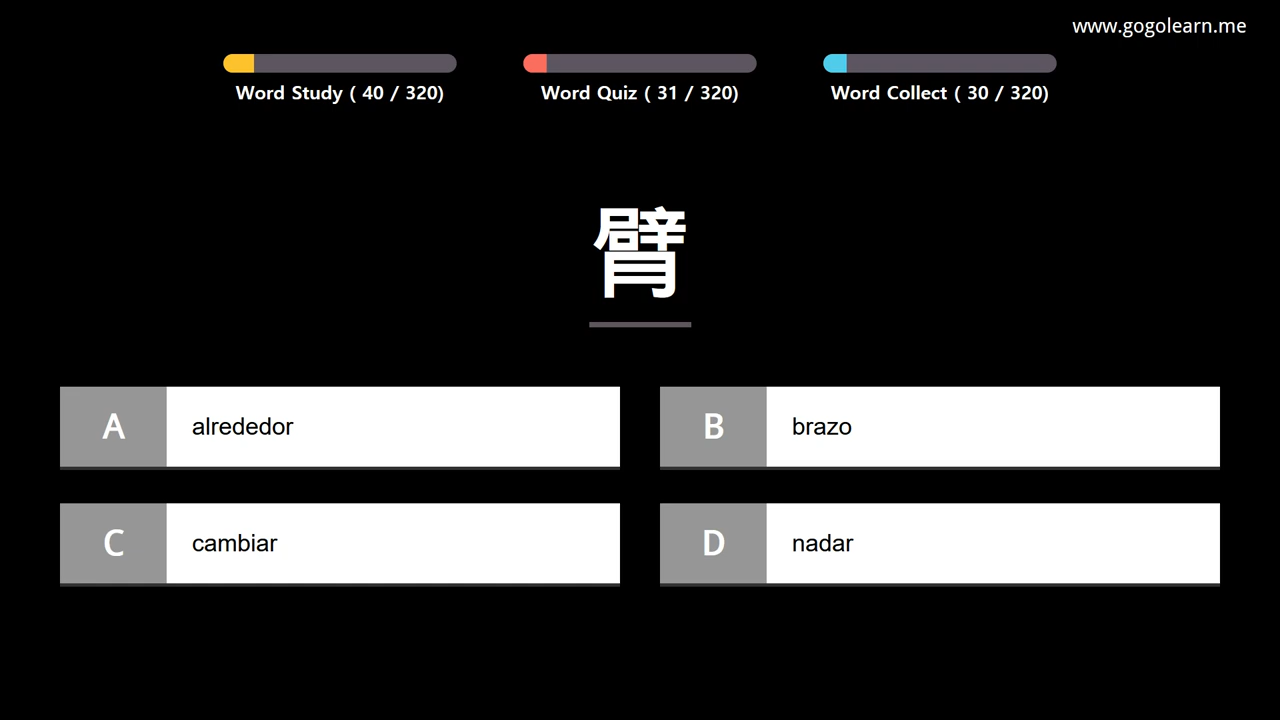 www.gogolearn.me
Word Study ( 40 / 320)
Word Quiz ( 31 / 320)
Word Collect ( 30 / 320)
臂
A alrededor
B brazo
C cambiar
D nadar